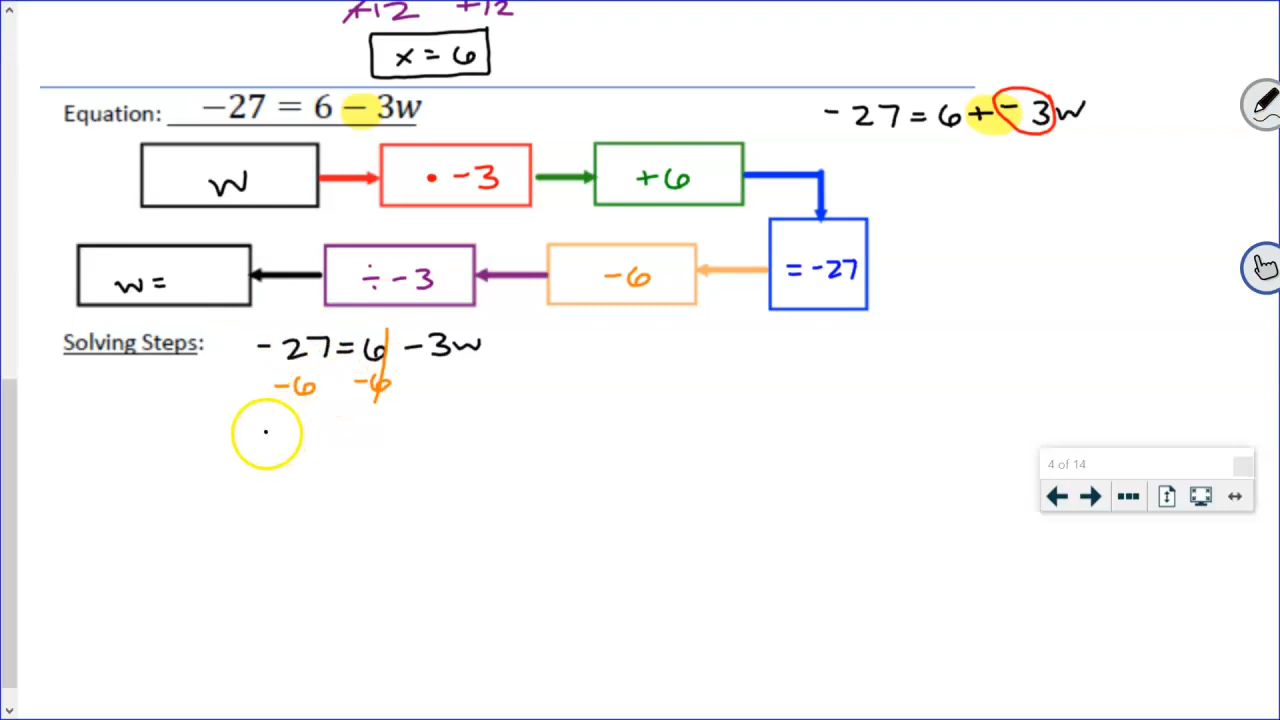 +12 +12
x = 6
Equation: −27 = 6 − 3w
-27 = 6 + -3w
w
• -3
+6
= -27
-6
÷ -3
w =
Solving Steps: -27 = 6 - 3w
-6 -6
4 of 14